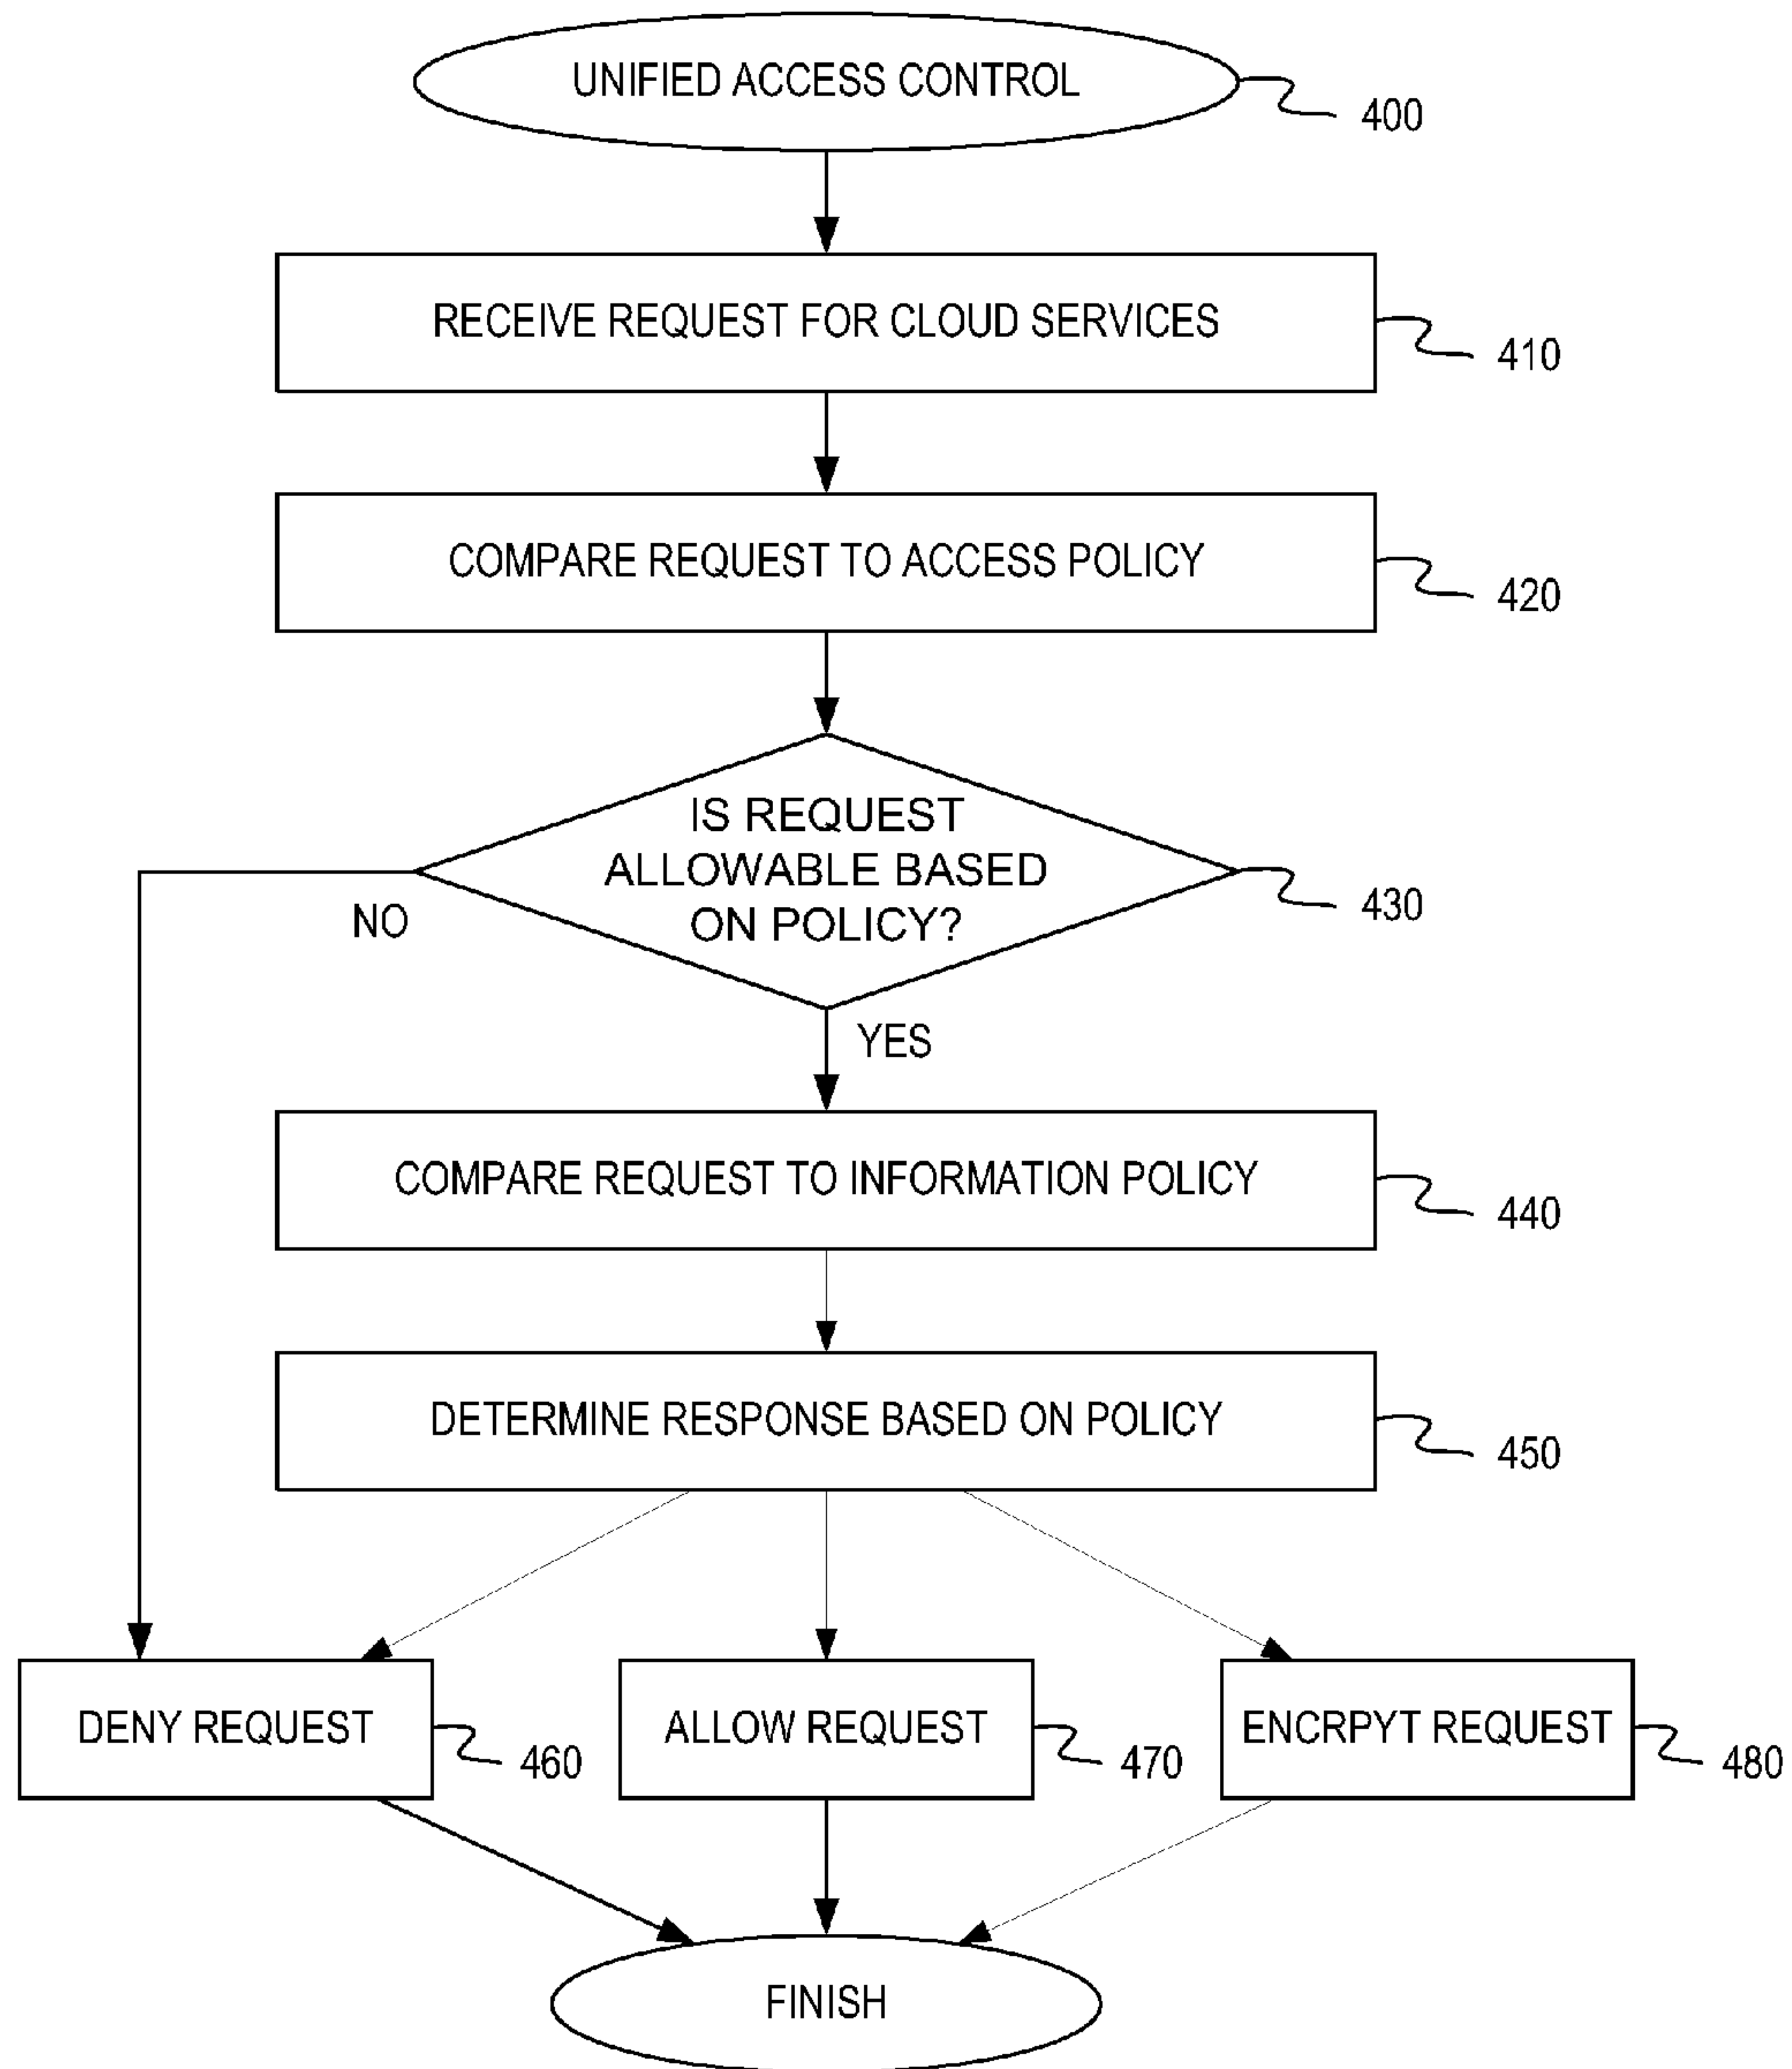 UNIFIED ACCESS CONTROL
400
RECEIVE REQUEST FOR CLOUD SERVICES
410
COMPARE REQUEST TO ACCESS POLICY
420
IS REQUEST
ALLOWABLE BASED
ON POLICY?
430
NO
YES
COMPARE REQUEST TO INFORMATION POLICY
440
DETERMINE RESPONSE BASED ON POLICY
450
DENY REQUEST
460
ALLOW REQUEST
470
ENCRPYT REQUEST
480
FINISH